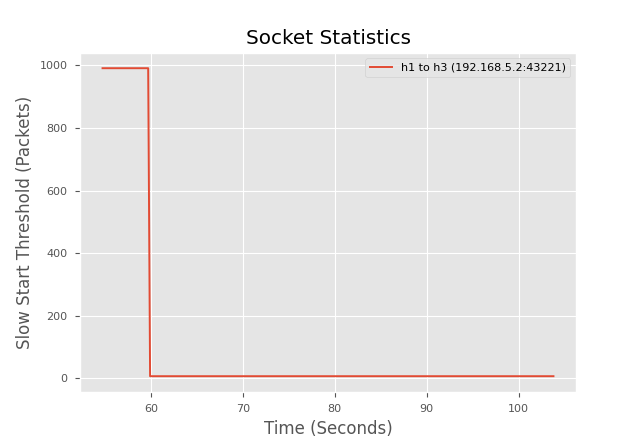 Socket Statistics
h1 to h3 (192.168.5.2:43221)
Slow Start Threshold (Packets)
1000
800
600
400
200
0
60 70 80 90 100
Time (Seconds)